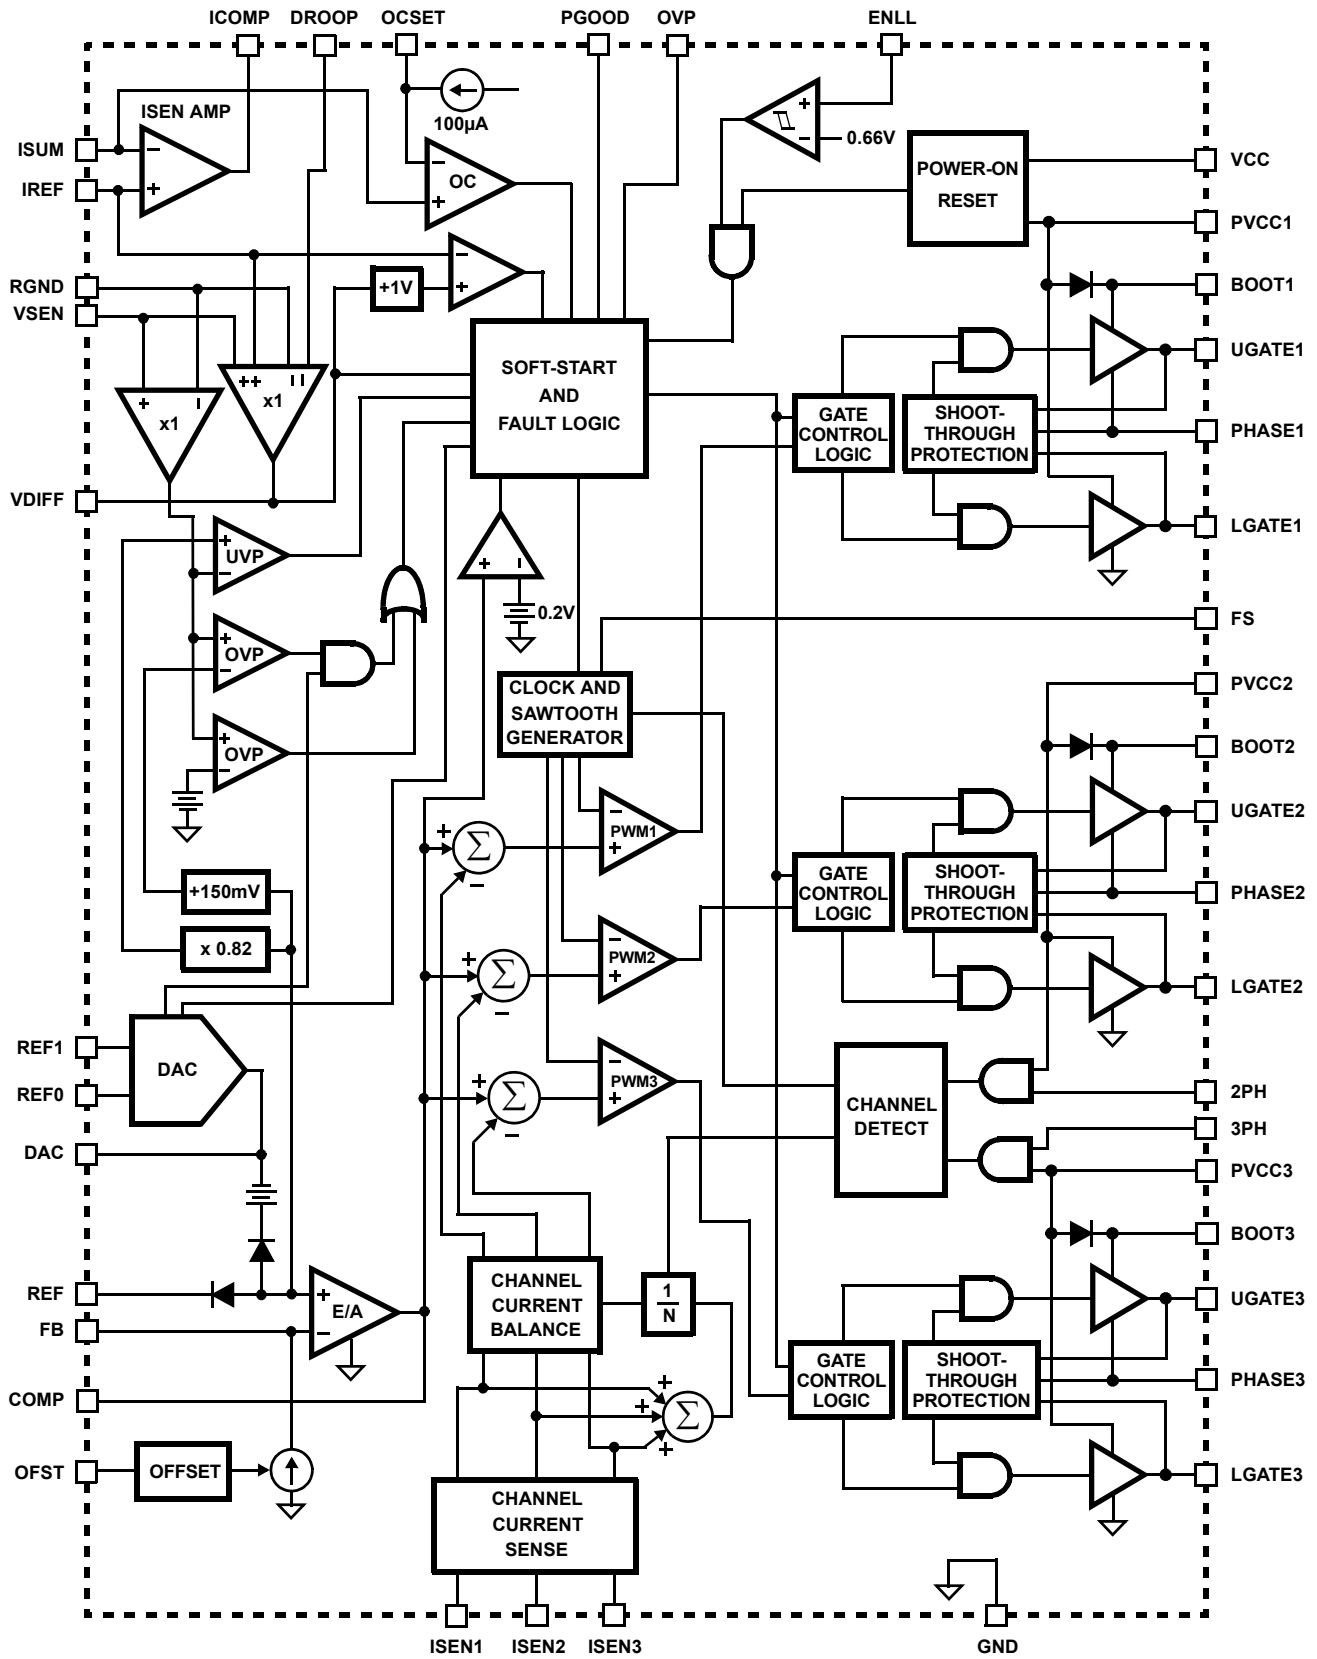 ICOMP DROOP OCSET PGOOD OVP ENLL
ISEN AMP
100µA
ISUM
IREF
RGND
VSEN
VDIFF
REF1
REF0
DAC
REF
FB
COMP
OFST
- +
- + OC
+ - 0.66V
POWER-ON
RESET
- +
+1V
+ - x1
++ - - x1
SOFT-START
AND
FAULT LOGIC
+ - UVP
+ - OVP
+ - OVP
+ -
0.2V
+150mV
x 0.82
DAC
+ - E/A
OFFSET
CLOCK AND
SAWTOOTH
GENERATOR
+ - Σ
- + PWM1
+ - Σ
- + PWM2
+ - Σ
- + PWM3
CHANNEL
CURRENT
BALANCE
1
N
+ + + Σ
CHANNEL
CURRENT
SENSE
GATE
CONTROL
LOGIC
SHOOT-
THROUGH
PROTECTION
GATE
CONTROL
LOGIC
SHOOT-
THROUGH
PROTECTION
CHANNEL
DETECT
GATE
CONTROL
LOGIC
SHOOT-
THROUGH
PROTECTION
VCC
PVCC1
BOOT1
UGATE1
PHASE1
LGATE1
FS
PVCC2
BOOT2
UGATE2
PHASE2
LGATE2
2PH
3PH
PVCC3
BOOT3
UGATE3
PHASE3
LGATE3
ISEN1 ISEN2 ISEN3 GND